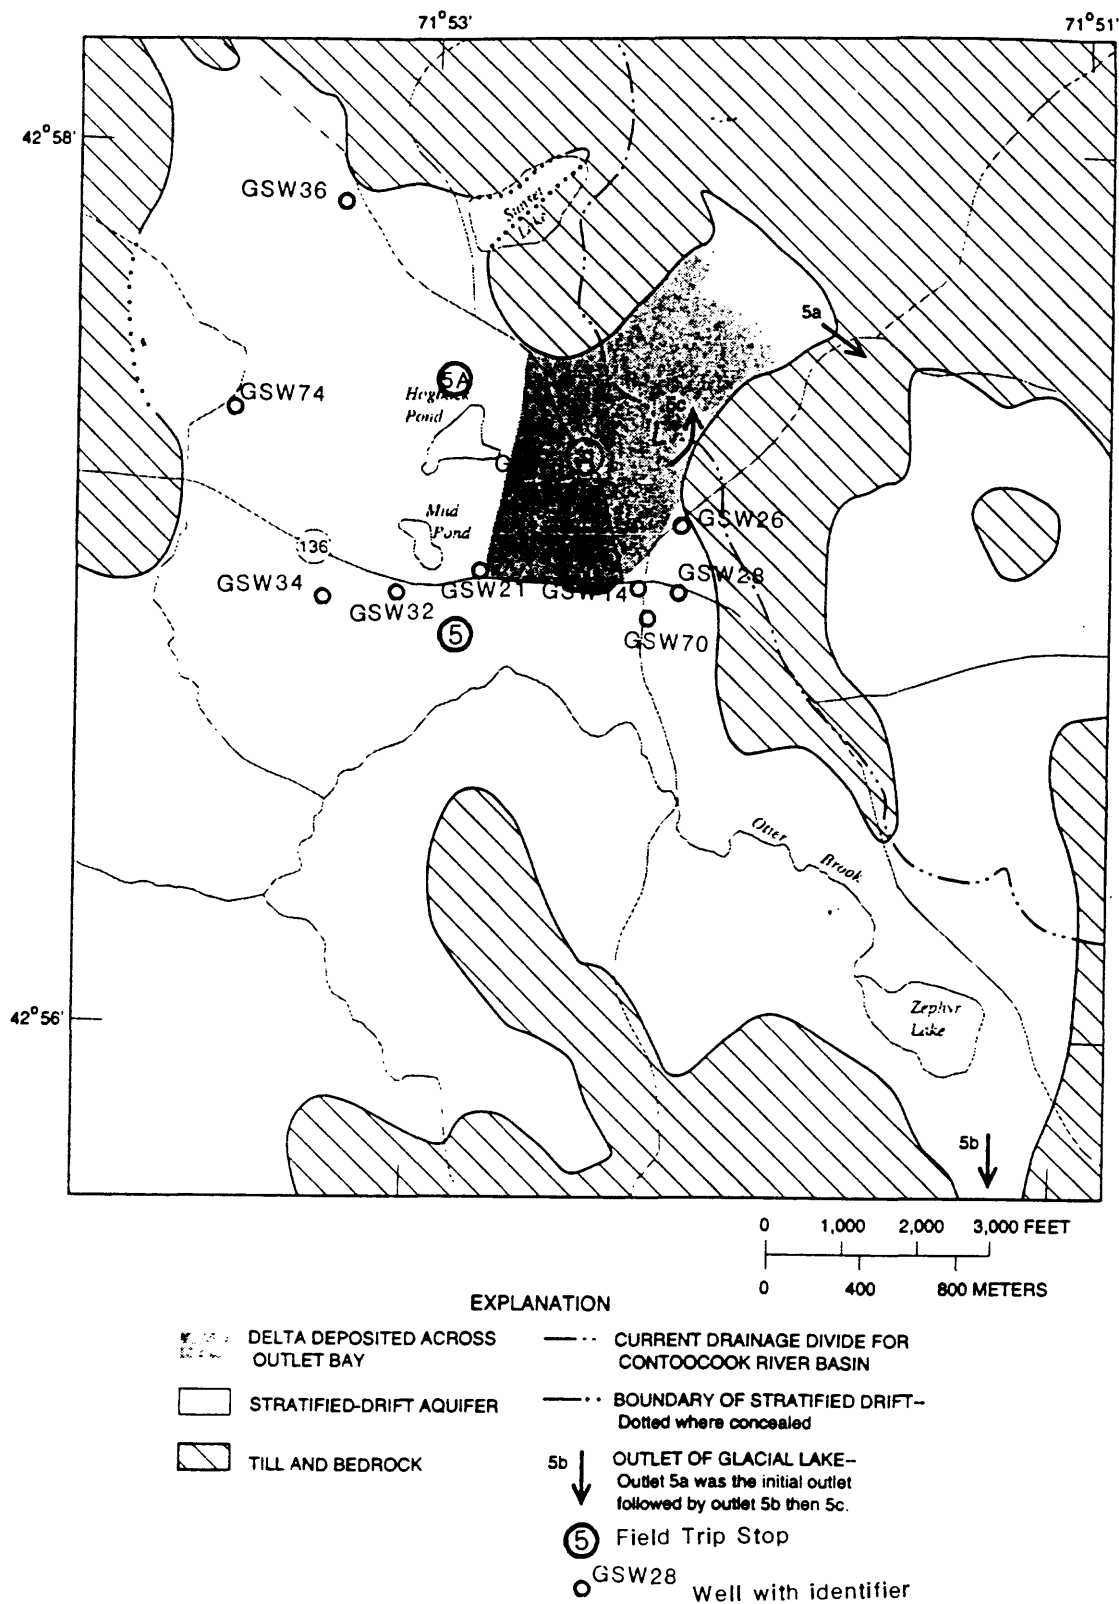 71°53'
71°51'
42°58'
GSW36
Sunset
Lake
5a
5A
GSW74
Pond
5c
GSW26
Mud
Pond
136
GSW28
GSW34
GSW21
GSW14
GSW32
5
GSW70
Otter
Brook
42°56'
Zephyr
Lake
5b
0 1,000 2,000 3,000 FEET
0 400 800 METERS
EXPLANATION
DELTA DEPOSITED ACROSS
OUTLET BAY
STRATIFIED-DRIFT AQUIFER
TILL AND BEDROCK
CURRENT DRAINAGE DIVIDE FOR
CONTOOCOOK RIVER BASIN
BOUNDARY OF STRATIFIED DRIFT--
Dotted where concealed
5b
OUTLET OF GLACIAL LAKE--
Outlet 5a was the initial outlet
followed by outlet 5b then 5c.
5 Field Trip Stop
GSW28 Well with identifier